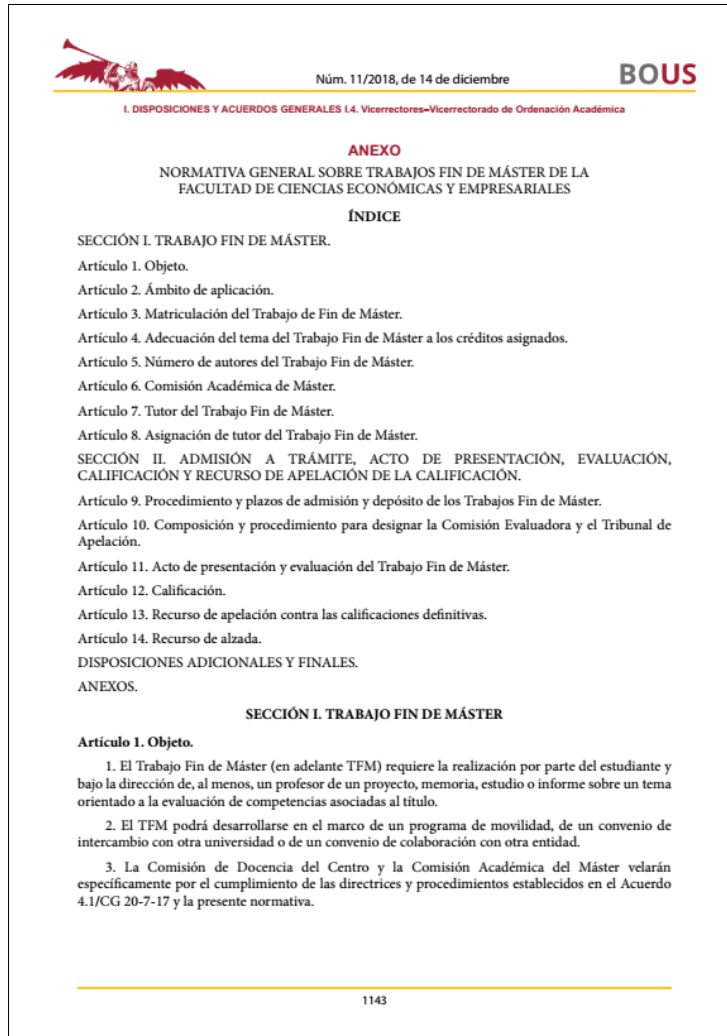 Núm. 11/2018, de 14 de diciembre
BOUS
I. DISPOSICIONES Y ACUERDOS GENERALES I.4. Vicerrectores–Vicerrectorado de Ordenación Académica
ANEXO
NORMATIVA GENERAL SOBRE TRABAJOS FIN DE MÁSTER DE LA
FACULTAD DE CIENCIAS ECONÓMICAS Y EMPRESARIALES
ÍNDICE
SECCIÓN I. TRABAJO FIN DE MÁSTER.
Artículo 1. Objeto.
Artículo 2. Ámbito de aplicación.
Artículo 3. Matriculación del Trabajo de Fin de Máster.
Artículo 4. Adecuación del tema del Trabajo Fin de Máster a los créditos asignados.
Artículo 5. Número de autores del Trabajo Fin de Máster.
Artículo 6. Comisión Académica de Máster.
Artículo 7. Tutor del Trabajo Fin de Máster.
Artículo 8. Asignación de tutor del Trabajo Fin de Máster.
SECCIÓN II. ADMISIÓN A TRÁMITE, ACTO DE PRESENTACIÓN, EVALUACIÓN,
CALIFICACIÓN Y RECURSO DE APELACIÓN DE LA CALIFICACIÓN.
Artículo 9. Procedimiento y plazos de admisión y depósito de los Trabajos Fin de Máster.
Artículo 10. Composición y procedimiento para designar la Comisión Evaluadora y el Tribunal de
Apelación.
Artículo 11. Acto de presentación y evaluación del Trabajo Fin de Máster.
Artículo 12. Calificación.
Artículo 13. Recurso de apelación contra las calificaciones definitivas.
Artículo 14. Recurso de alzada.
DISPOSICIONES ADICIONALES Y FINALES.
ANEXOS.
SECCIÓN I. TRABAJO FIN DE MÁSTER
Artículo 1. Objeto.
1. El Trabajo Fin de Máster (en adelante TFM) requiere la realización por parte del estudiante y
bajo la dirección de, al menos, un profesor de un proyecto, memoria, estudio o informe sobre un tema
orientado a la evaluación de competencias asociadas al título.
2. El TFM podrá desarrollarse en el marco de un programa de movilidad, de un convenio de
intercambio con otra universidad o de un convenio de colaboración con otra entidad.
3. La Comisión de Docencia del Centro y la Comisión Académica del Máster velarán
específicamente por el cumplimiento de las directrices y procedimientos establecidos en el Acuerdo
4.1/CG 20-7-17 y la presente normativa.
1143